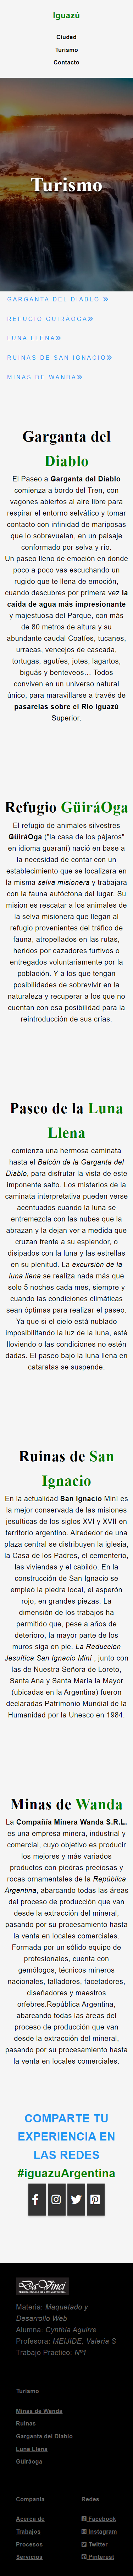 Iguazú
Ciudad
Turismo
Contacto
Turismo
GARGANTA DEL DIABLO »
REFUGIO GÜIRÁOGA»
LUNA LLENA»
RUINAS DE SAN IGNACIO»
MINAS DE WANDA»
Garganta del
Diablo
El Paseo a Garganta del Diablo
comienza a bordo del Tren, con
vagones abiertos al aire libre para
respirar el entorno selvático y tomar
contacto con infinidad de mariposas
que lo sobrevuelan, en un paisaje
conformado por selva y río.
Un paseo lleno de emoción en donde
poco a poco vas escuchando un
rugido que te llena de emoción,
cuando descubres por primera vez la
caida de agua más impresionante
y majestuosa del Parque, con más
de 80 metros de altura y su
abundante caudal Coatíes, tucanes,
urracas, vencejos de cascada,
tortugas, agutíes, jotes, lagartos,
biguás y benteveos… Todos
conviven en un universo natural
único, para maravillarse a través de
pasarelas sobre el Río Iguazú
Superior.
Refugio GüiráOga
El refugio de animales silvestres
GüiráOga ("la casa de los pájaros"
en idioma guaraní) nació en base a
la necesidad de contar con un
establecimiento que se localizan en
la misma selva misionera y trabajara
con la fauna autóctona del lugar. Su
mision es rescatar a los animales de
la selva misionera que llegan al
refugio provenientes del tráfico de
fauna, atropellados en las rutas,
heridos por cazadores furtivos o
entregados voluntariamente por la
población. Y a los que tengan
posibilidades de sobrevivir en la
naturaleza y recuperar a los que no
cuentan con esa posibilidad para la
reintroducción de sus crías.
Paseo de la Luna
Llena
comienza una hermosa caminata
hasta el Balcón de la Garganta del
Diablo, para disfrutar la vista de este
imponente salto. Los misterios de la
caminata interpretativa pueden verse
acentuados cuando la luna se
entremezcla con las nubes que la
abrazan y la dejan ver a medida que
cruzan frente a su esplendor, o
disipados con la luna y las estrellas
en su plenitud. La excursión de la
luna llena se realiza nada más que
solo 5 noches cada mes, siempre y
cuando las condiciones climáticas
sean óptimas para realizar el paseo.
Ya que si el cielo está nublado
imposibilitando la luz de la luna, esté
lloviendo o las condiciones no estén
dadas. El paseo bajo la luna llena en
cataratas se suspende.
Ruinas de San
Ignacio
En la actualidad San Ignacio Miní es
la mejor conservada de las misiones
jesuíticas de los siglos XVI y XVII en
territorio argentino. Alrededor de una
plaza central se distribuyen la iglesia,
la Casa de los Padres, el cementerio,
las viviendas y el cabildo. En la
construcción de San Ignacio se
empleó la piedra local, el asperón
rojo, en grandes piezas. La
dimensión de los trabajos ha
permitido que, pese a años de
deterioro, la mayor parte de los
muros siga en pie. La Reduccion
Jesuítica San Ignacio Miní , junto con
las de Nuestra Señora de Loreto,
Santa Ana y Santa María la Mayor
(ubicadas en la Argentina) fueron
declaradas Patrimonio Mundial de la
Humanidad por la Unesco en 1984.
Minas de Wanda
La Compañía Minera Wanda S.R.L.
es una empresa minera, industrial y
comercial, cuyo objetivo es producir
los mejores y más variados
productos con piedras preciosas y
rocas ornamentales de la República
Argentina, abarcando todas las áreas
del proceso de producción que van
desde la extracción del mineral,
pasando por su procesamiento hasta
la venta en locales comerciales.
Formada por un sólido equipo de
profesionales, cuenta con
gemólogos, técnicos mineros
nacionales, talladores, facetadores,
diseñadores y maestros
orfebres.República Argentina,
abarcando todas las áreas del
proceso de producción que van
desde la extracción del mineral,
pasando por su procesamiento hasta
la venta en locales comerciales.
COMPARTE TU
EXPERIENCIA EN
LAS REDES
#iguazuArgentina
DaVinci
Materia: Maquetado y
Desarrollo Web
Alumna: Cynthia Aguirre
Profesora: MEIJIDE, Valeria S
Trabajo Practico: Nº1
Turismo
Minas de Wanda
Ruinas
Garganta del Diablo
Luna Llena
Güiraoga
Compania Redes
Acerca de Facebook
Trabajos Instagram
Procesos Twitter
Servicios Pinterest